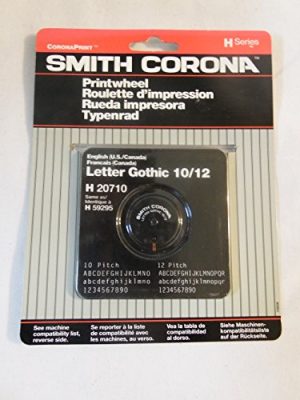 CORONAPRINT™
H Series
SMITH CORONA™
Printwheel
Roulette d'impression
Rueda impresora
Typenrad
English (U.S./Canada)
Francais (Canada)
Letter Gothic 10/12
H 20710
Same as/
Identique à
H 59295
SMITH CORONA
10 Pitch
ABCDEFGHIJKLMNO
abcdefghijklmno
1234567890
12 Pitch
ABCDEFGHIJKLMNOPQR
abcdefghijklmnopqr
1234567890
See machine
compatibility list,
reverse side.
Se reporter à la liste
de compatibilité avec
les machines, au verso.
Vea la tabla de
compatibilidad
al dorso.
Siehe Maschinen-
kompatibilitätsliste
auf der Rückseite.